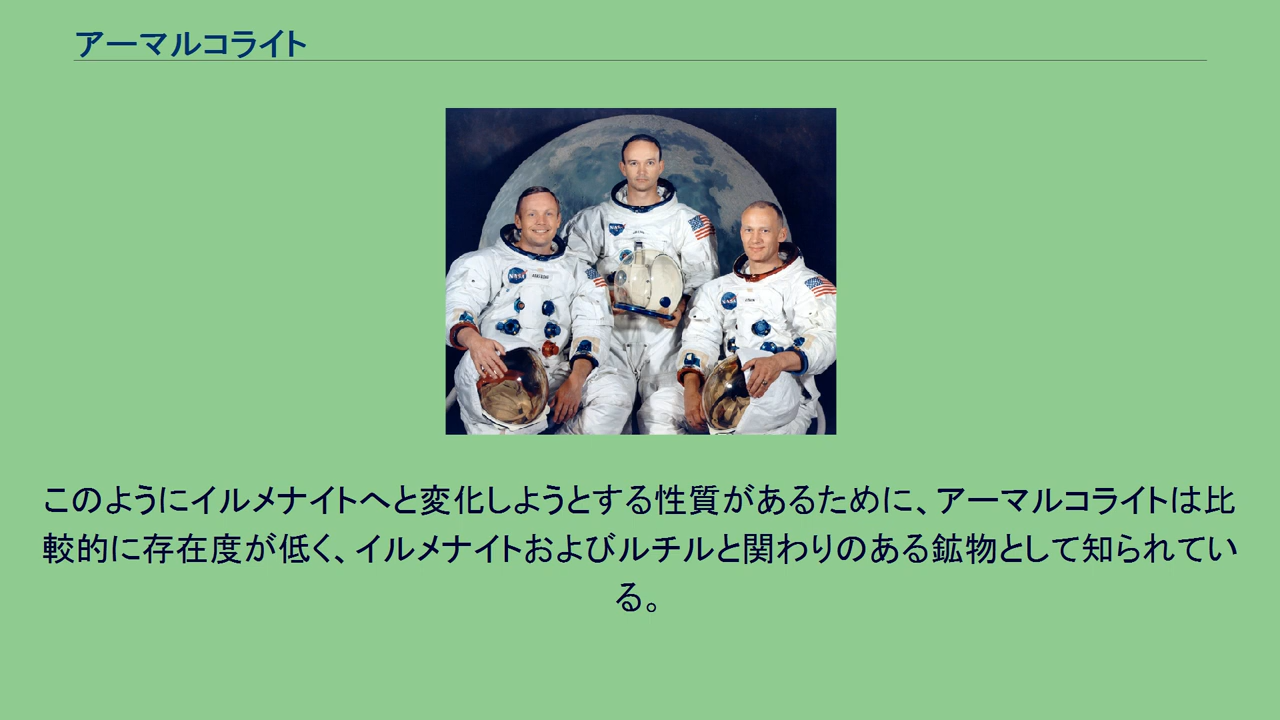 アーマルコライト
NASA
NASA
NASA
このようにイルメナイトへと変化しようとする性質があるために、アーマルコライトは比
較的に存在度が低く、イルメナイトおよびルチルと関わりのある鉱物として知られてい
る。